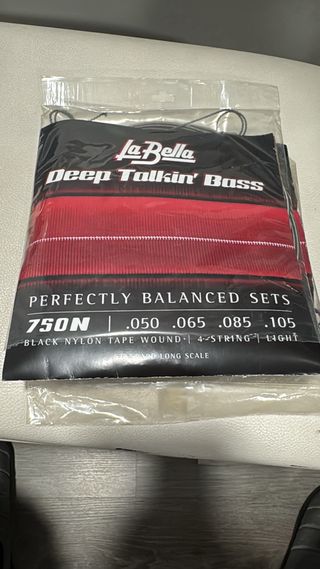 La Bella
Deep Talkin' Bass
PERFECTLY BALANCED SETS
750N | .050 .065 .085 .105
BLACK NYLON TAPE WOUND | 4-STRING | LIGHT
STANDARD LONG SCALE